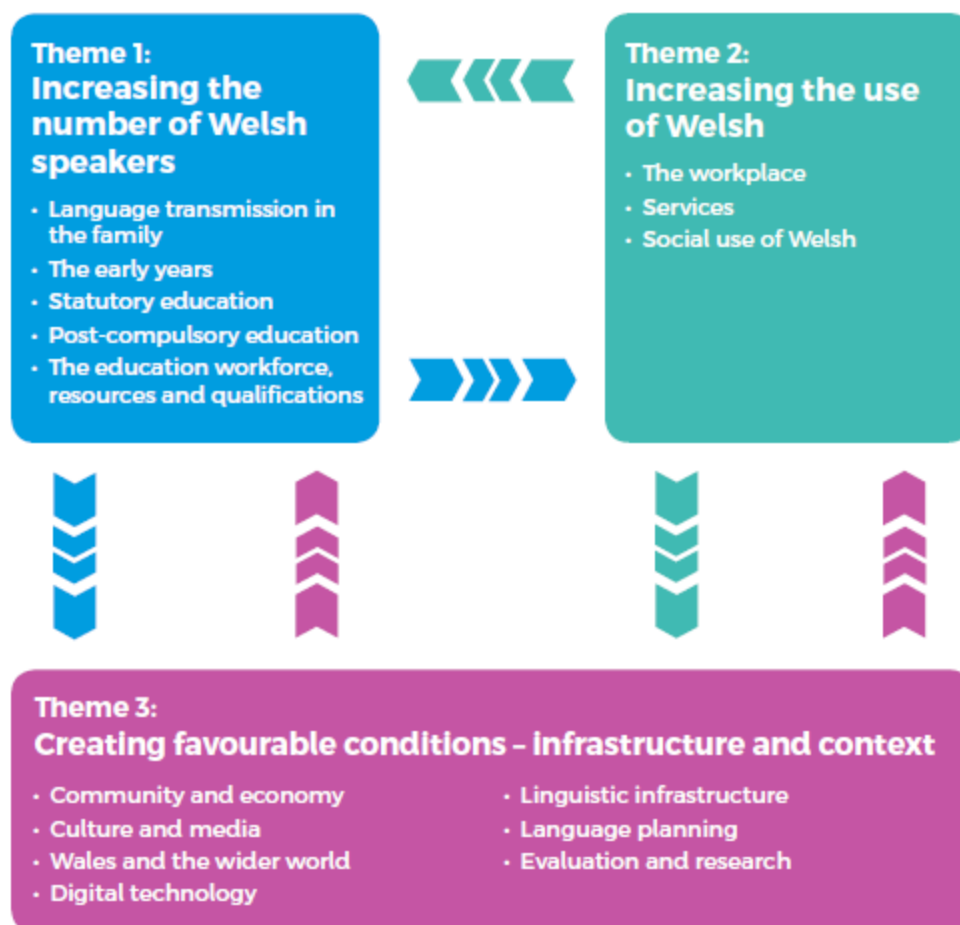 Theme 1:
Increasing the
number of Welsh
speakers
• Language transmission in
the family
• The early years
• Statutory education
• Post-compulsory education
• The education workforce,
resources and qualifications
Theme 2:
Increasing the use
of Welsh
• The workplace
• Services
• Social use of Welsh
Theme 3:
Creating favourable conditions – infrastructure and context
• Community and economy
• Culture and media
• Wales and the wider world
• Digital technology
• Linguistic infrastructure
• Language planning
• Evaluation and research